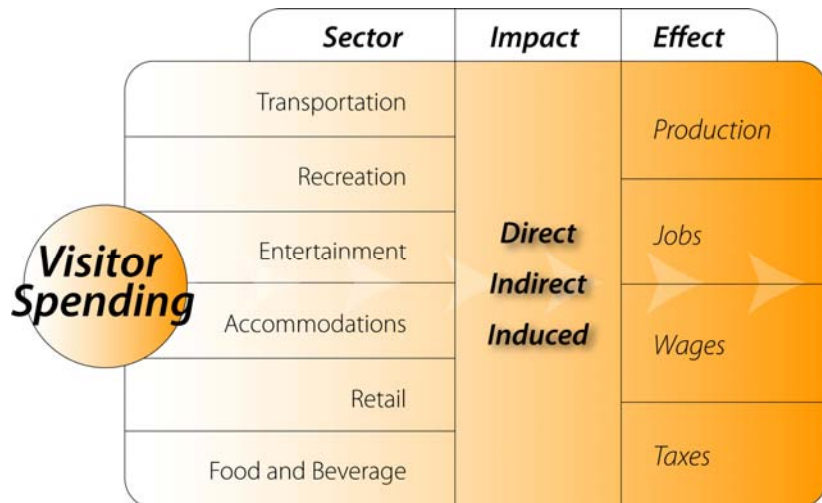 Sector
Impact
Effect
Visitor
Spending
Transportation
Recreation
Entertainment
Accommodations
Retail
Food and Beverage
Direct
Indirect
Induced
Production
Jobs
Wages
Taxes